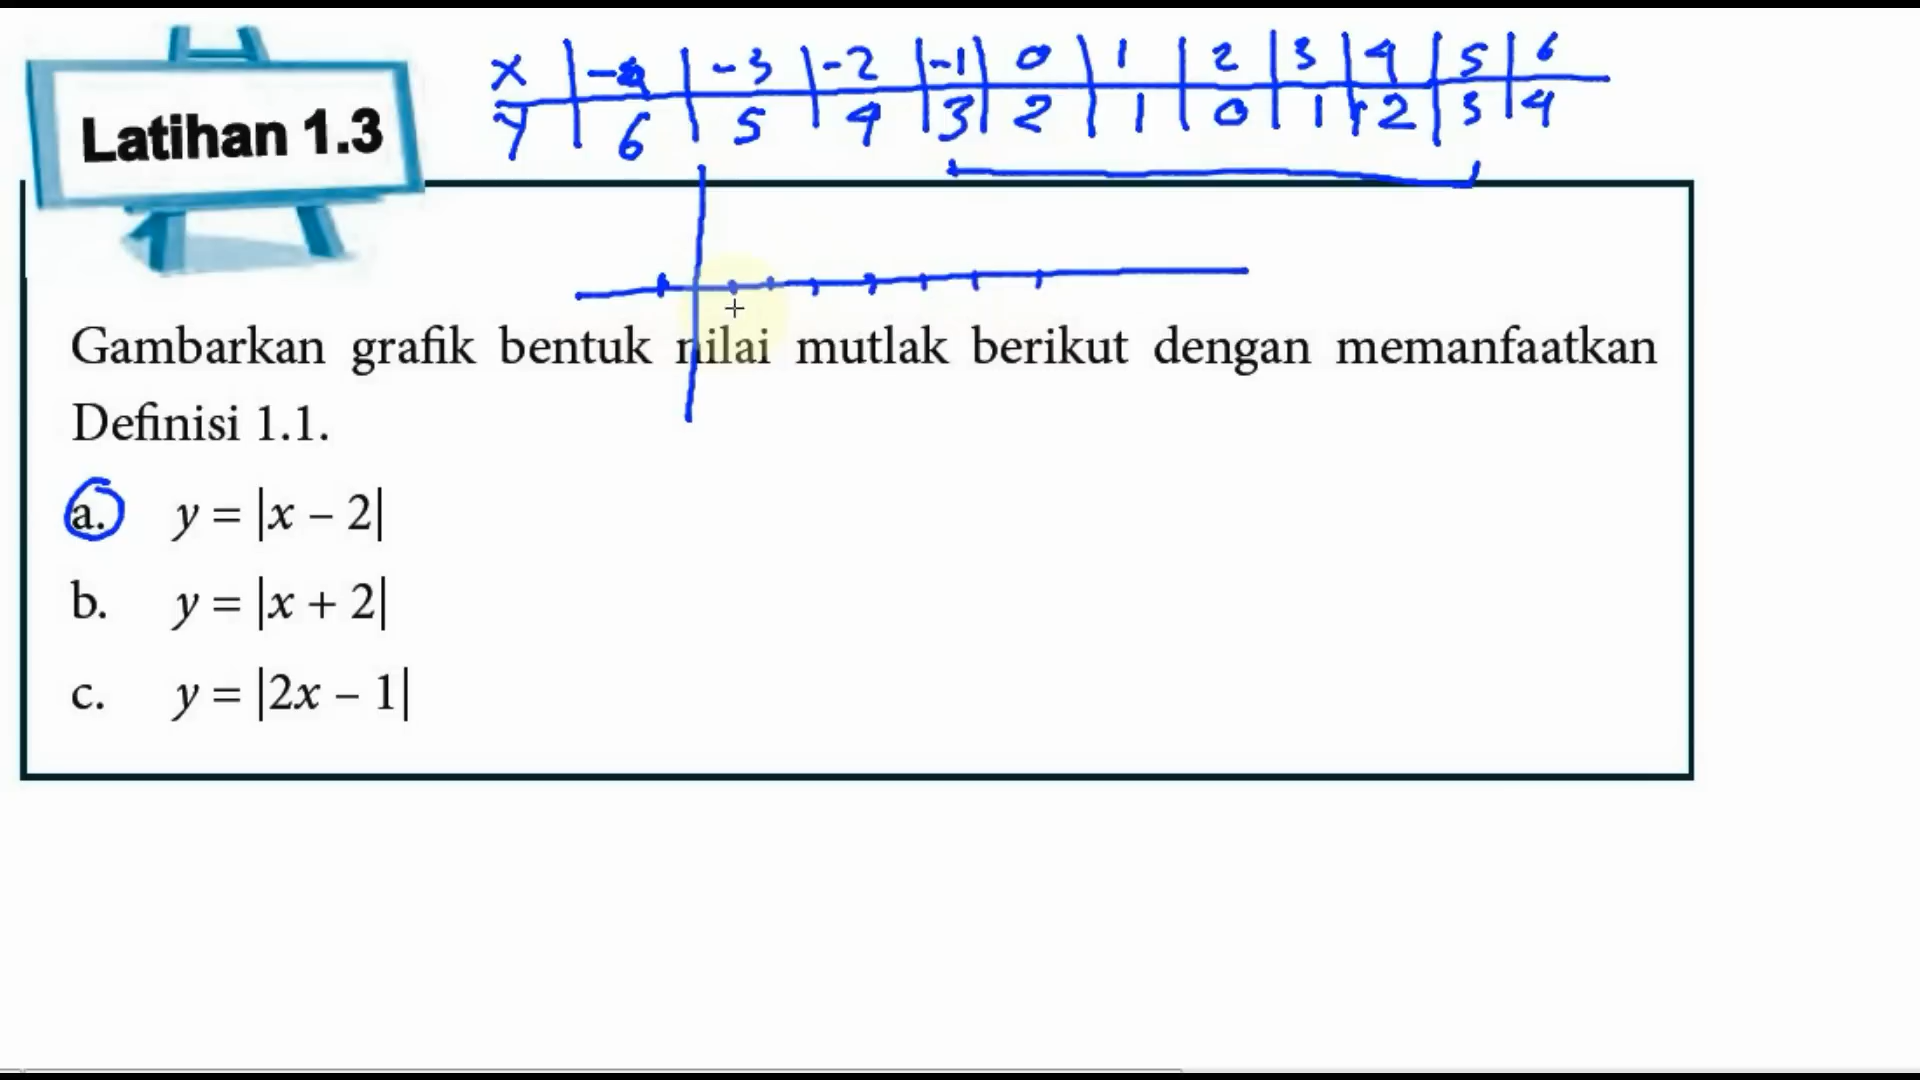 x -4 -3 -2 -1 0 1 2 3 4 5 6
y 6 5 4 3 2 1 0 1 2 3 4
Latihan 1.3
Gambarkan grafik bentuk nilai mutlak berikut dengan memanfaatkan
Definisi 1.1.
a. y = |x – 2|
b. y = |x + 2|
c. y = |2x – 1|